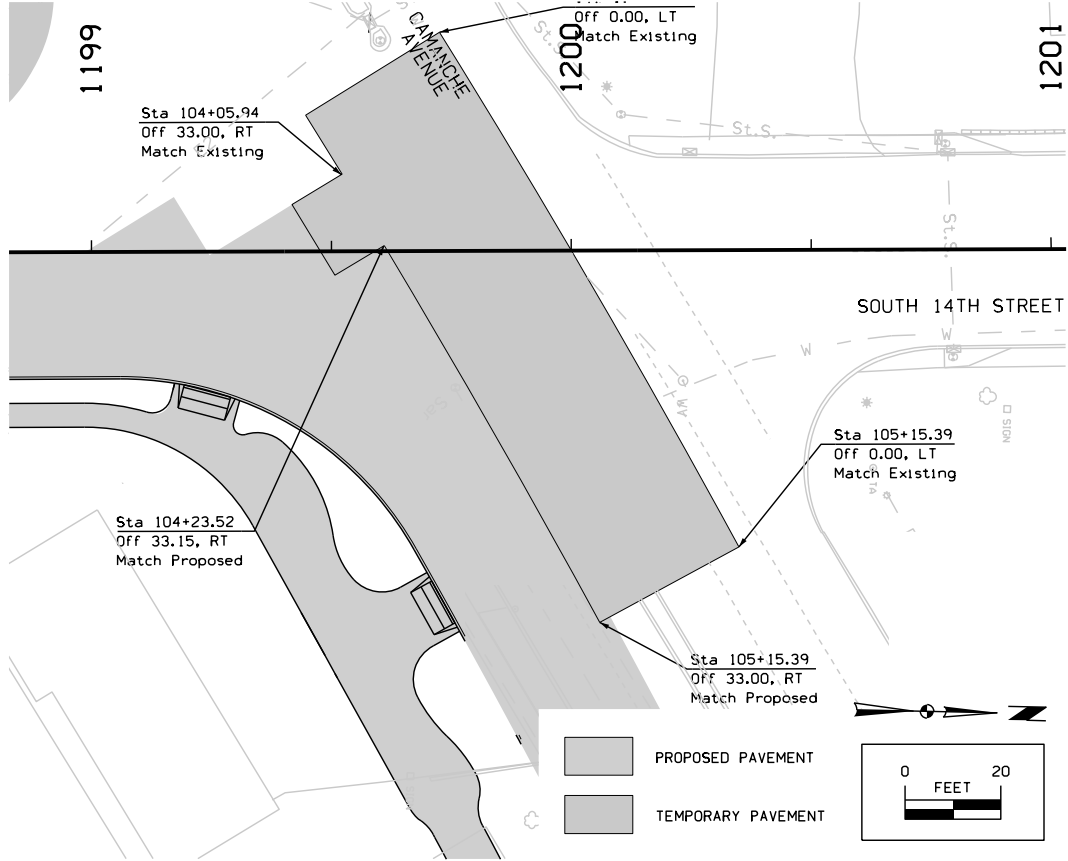 1199
1200
1201
CAMANCHE
AVENUE
Off 0.00, LT
Match Existing
Sta 104+05.94
Off 33.00, RT
Match Existing
St.S.
St.S.
St.S.
SOUTH 14TH STREET
W
W
SIGN
TA
Sta 105+15.39
Off 0.00, LT
Match Existing
Sta 104+23.52
Off 33.15, RT
Match Proposed
Sta 105+15.39
Off 33.00, RT
Match Proposed
PROPOSED PAVEMENT
TEMPORARY PAVEMENT
0 20
FEET